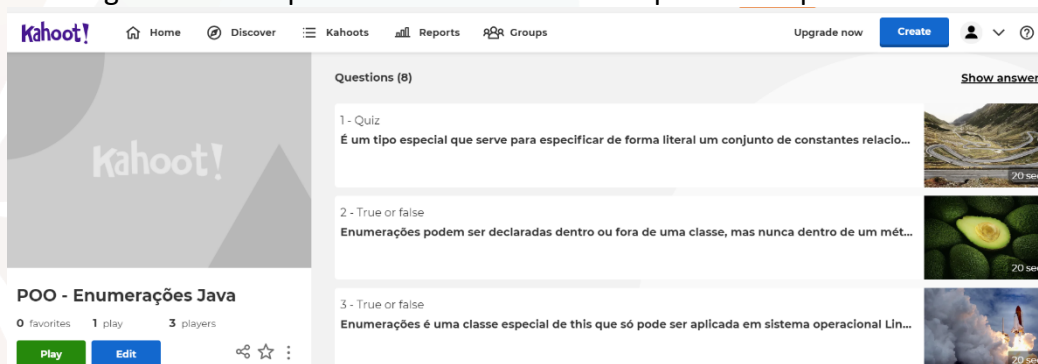 Kahoot! Home Discover Kahoots Reports Groups Upgrade now Create
Kahoot!
POO - Enumerações Java
0 favorites 1 play 3 players
Play Edit
Questions (8) Show answer
1 - Quiz
É um tipo especial que serve para especificar de forma literal um conjunto de constantes relacio...
20 sec
2 - True or false
Enumerações podem ser declaradas dentro ou fora de uma classe, mas nunca dentro de um mét...
20 sec
3 - True or false
Enumerações é uma classe especial de this que só pode ser aplicada em sistema operacional Lin...
20 sec